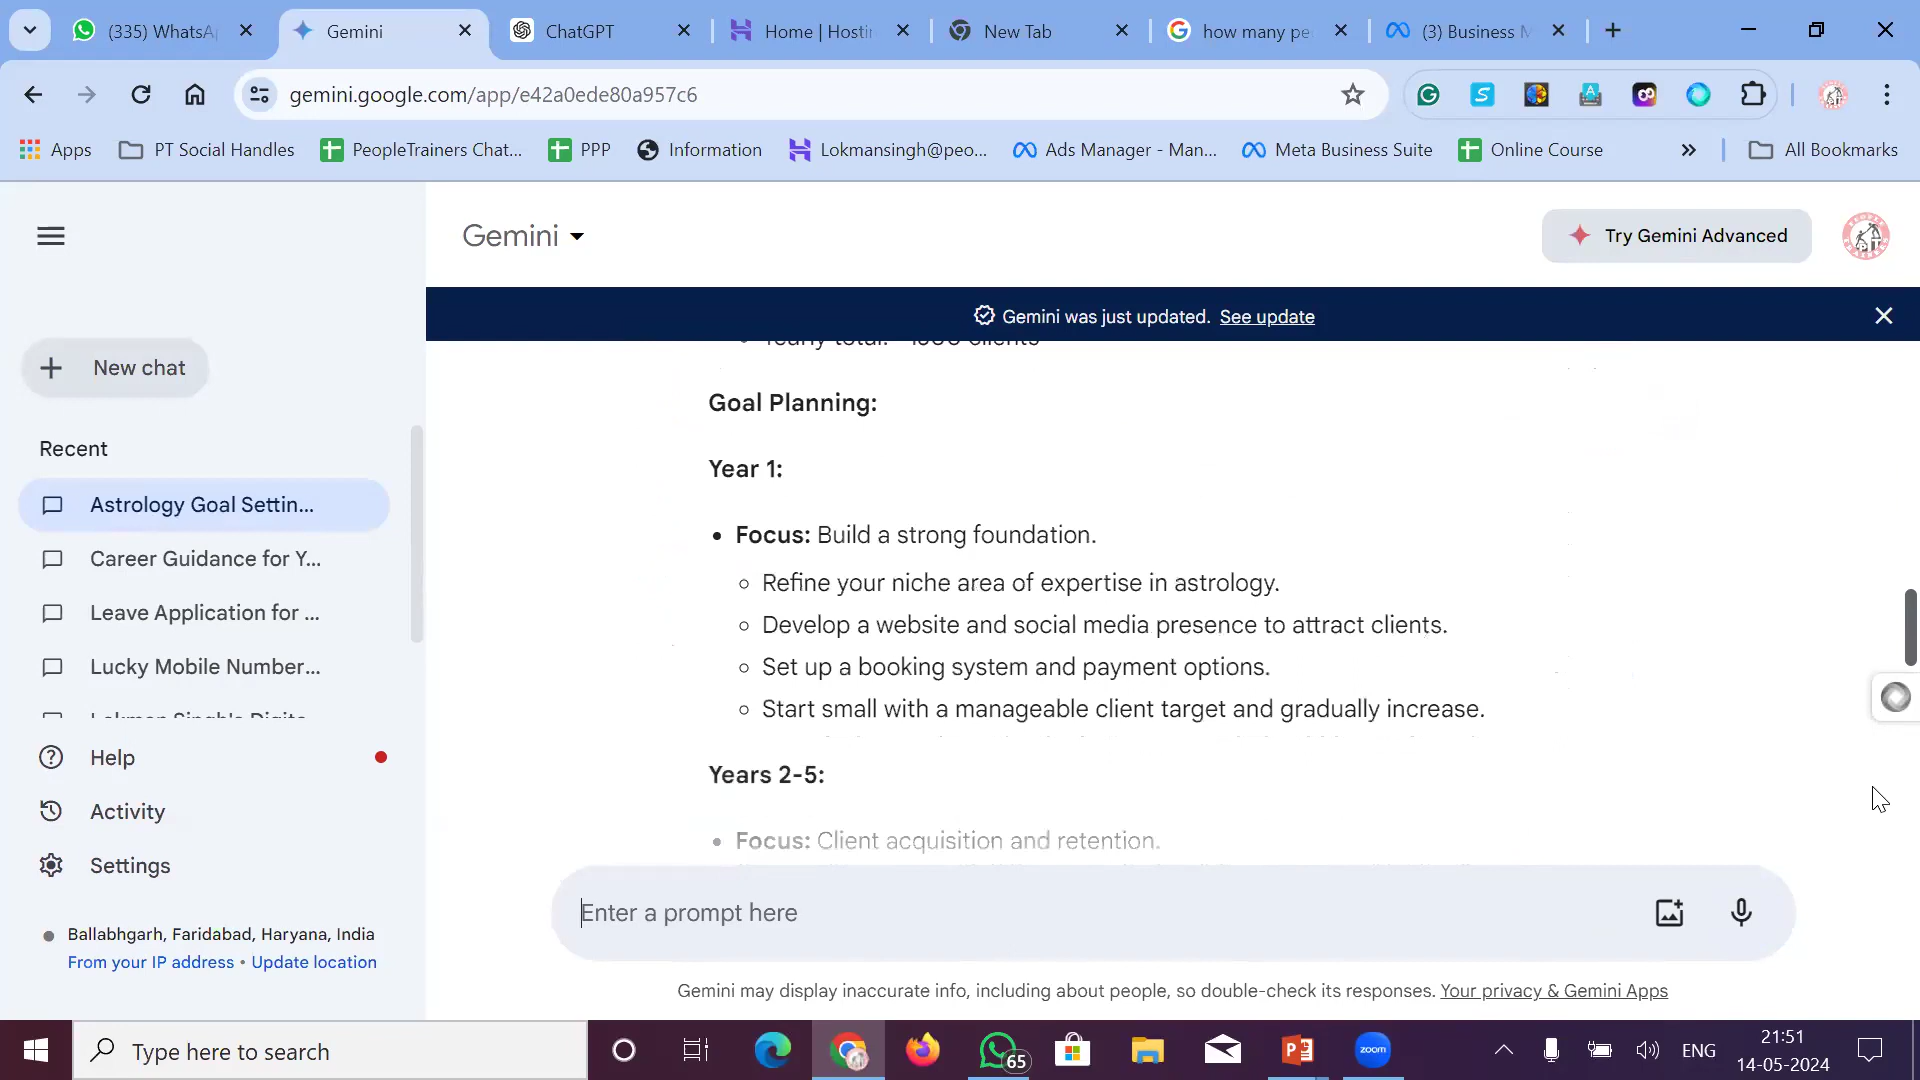 (335) WhatsA
Gemini
ChatGPT
Home | Hostin
New Tab
how many pe
(3) Business M
gemini.google.com/app/e42a0ede80a957c6
Apps
PT Social Handles
PeopleTrainers Chat...
PPP
Information
Lokmansingh@peo...
Ads Manager - Man...
Meta Business Suite
Online Course
»
All Bookmarks
Gemini
Try Gemini Advanced
Gemini was just updated. See update
New chat
Recent
Astrology Goal Settin...
Career Guidance for Y...
Leave Application for ...
Lucky Mobile Number...
Help
Activity
Settings
Ballabhgarh, Faridabad, Haryana, India
From your IP address • Update location
Goal Planning:
Year 1:
• Focus: Build a strong foundation.
○ Refine your niche area of expertise in astrology.
○ Develop a website and social media presence to attract clients.
○ Set up a booking system and payment options.
○ Start small with a manageable client target and gradually increase.
Years 2-5:
• Focus: Client acquisition and retention.
Enter a prompt here
Gemini may display inaccurate info, including about people, so double-check its responses. Your privacy & Gemini Apps
Type here to search
65
zoom
ENG
21:51
14-05-2024